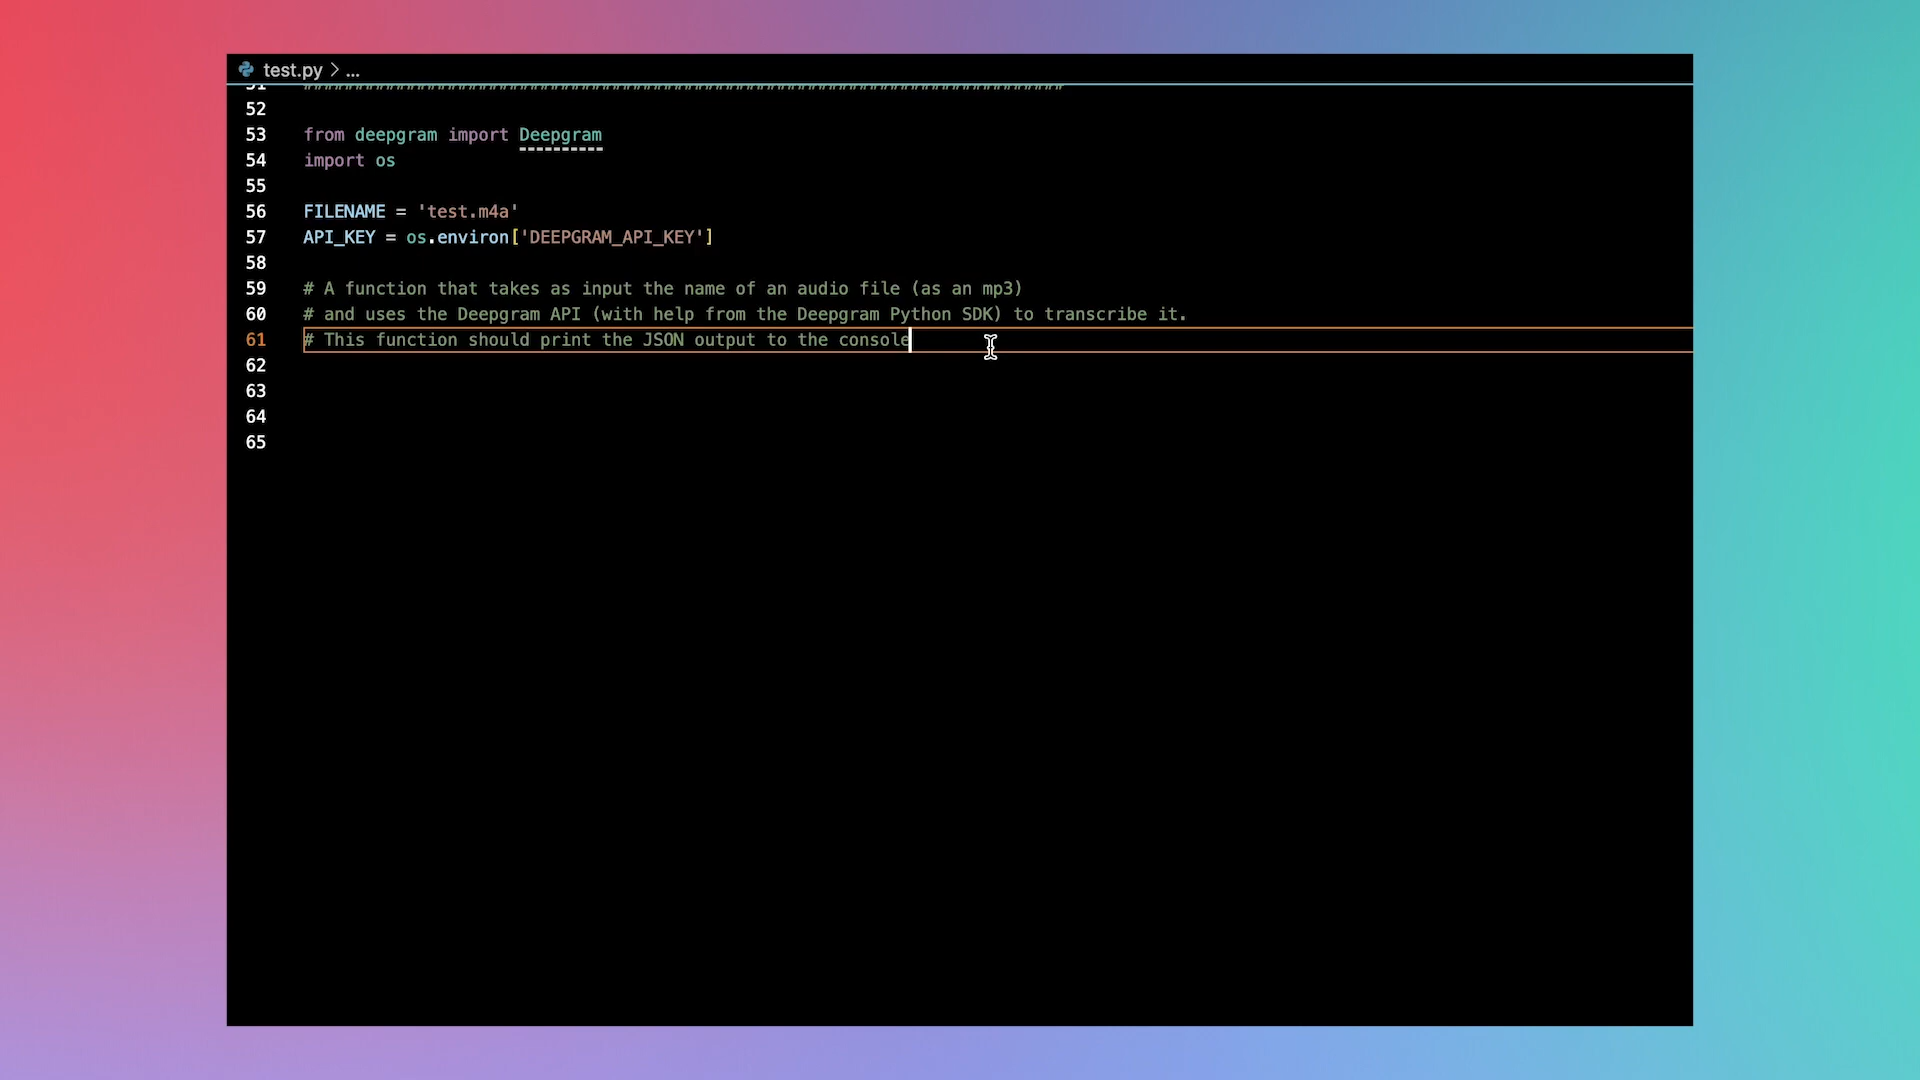 test.py > ...
51 ##########################################################################
52
53 from deepgram import Deepgram
54 import os
55
56 FILENAME = 'test.m4a'
57 API_KEY = os.environ['DEEPGRAM_API_KEY']
58
59 # A function that takes as input the name of an audio file (as an mp3)
60 # and uses the Deepgram API (with help from the Deepgram Python SDK) to transcribe it.
61 # This function should print the JSON output to the console
62
63
64
65